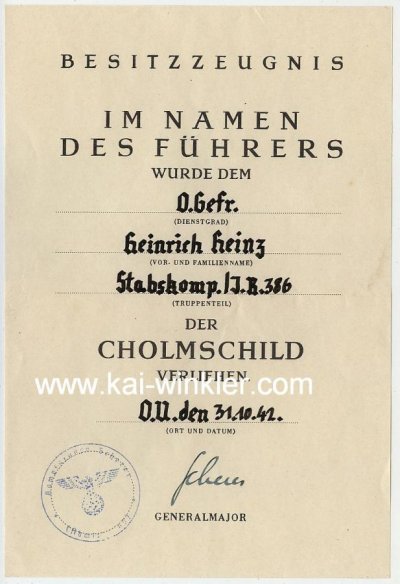 BESITZZEUGNIS
IM NAMEN
DES FÜHRERS
WURDE DEM
O.Gefr.
(DIENSTGRAD)
Heinrich Heinz
(VOR- UND FAMILIENNAME)
Stabskomp./I.R.386
(TRUPPENTEIL)
DER
CHOLMSCHILD
www.kai-winkler.com
VERLIEHEN
O.U.den 31.10.42.
(ORT UND DATUM)
Scherer
GENERALMAJOR